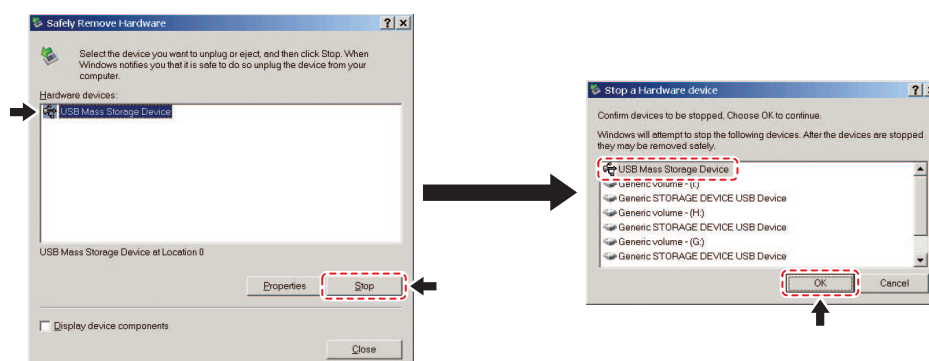 Safely Remove Hardware
Select the device you want to unplug or eject, and then click Stop. When
Windows notifies you that it is safe to do so unplug the device from your
computer.
Hardware devices:
USB Mass Storage Device
USB Mass Storage Device at Location 0
Properties
Stop
Display device components
Close
Stop a Hardware device
Confirm devices to be stopped, Choose OK to continue.
Windows will attempt to stop the following devices. After the devices are stopped
they may be removed safely.
USB Mass Storage Device
Generic volume - (I:)
Generic STORAGE DEVICE USB Device
Generic volume - (H:)
Generic STORAGE DEVICE USB Device
Generic volume - (G:)
Generic STORAGE DEVICE USB Device
OK
Cancel